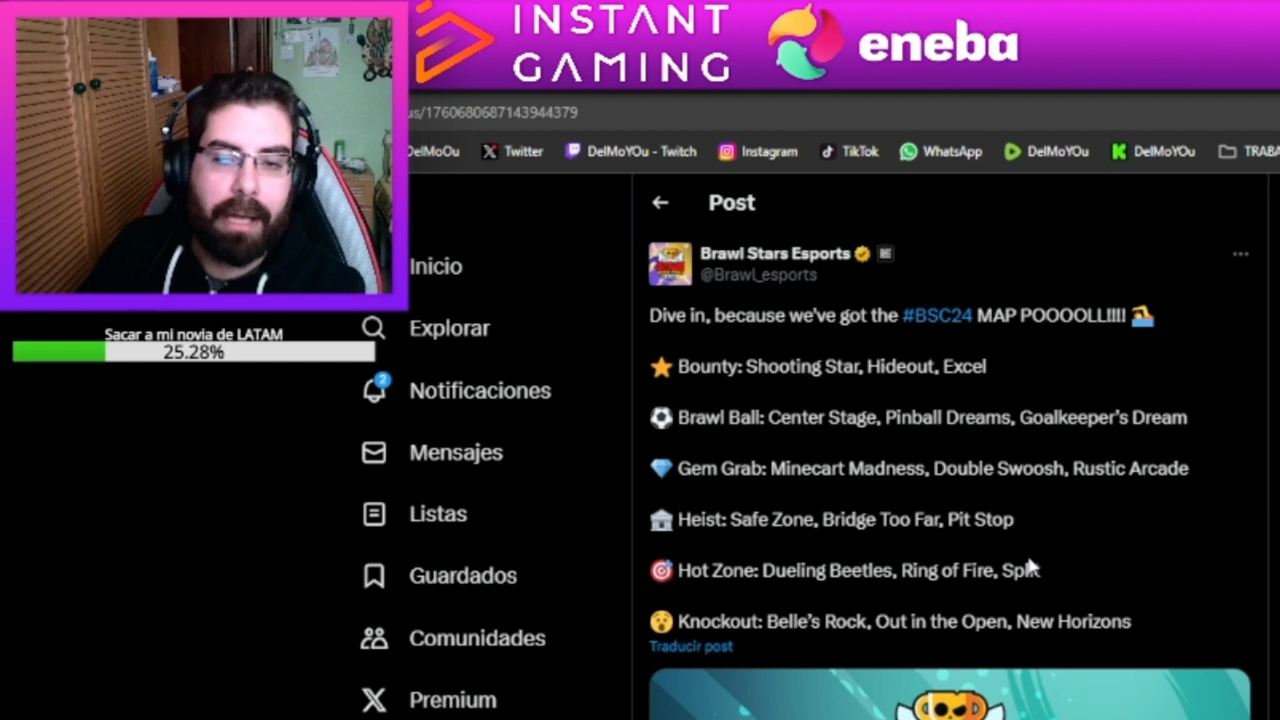 INSTANT
GAMING
eneba
us/1760680687143944379
DelMoOu
Twitter
DelMoYOu - Twitch
Instagram
TikTok
WhatsApp
DelMoYOu
DelMoYOu
TRABA
Post
Brawl Stars Esports
@Brawl_esports
Dive in, because we've got the #BSC24 MAP POOOOLL!!!!
Bounty: Shooting Star, Hideout, Excel
Brawl Ball: Center Stage, Pinball Dreams, Goalkeeper's Dream
Gem Grab: Minecart Madness, Double Swoosh, Rustic Arcade
Heist: Safe Zone, Bridge Too Far, Pit Stop
Hot Zone: Dueling Beetles, Ring of Fire, Split
Knockout: Belle's Rock, Out in the Open, New Horizons
Traducir post
Inicio
Explorar
2
Notificaciones
Mensajes
Listas
Guardados
Comunidades
Premium
Sacar a mi novia de LATAM
25.28%